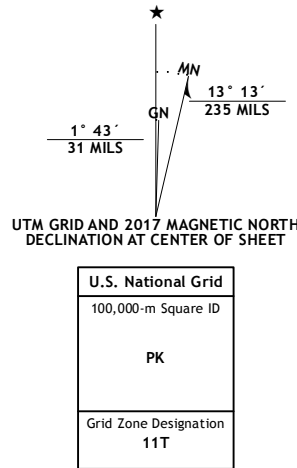 ★
MN
GN
13° 13´
235 MILS
1° 43´
31 MILS
UTM GRID AND 2017 MAGNETIC NORTH
DECLINATION AT CENTER OF SHEET
U.S. National Grid
100,000-m Square ID
PK
Grid Zone Designation
11T